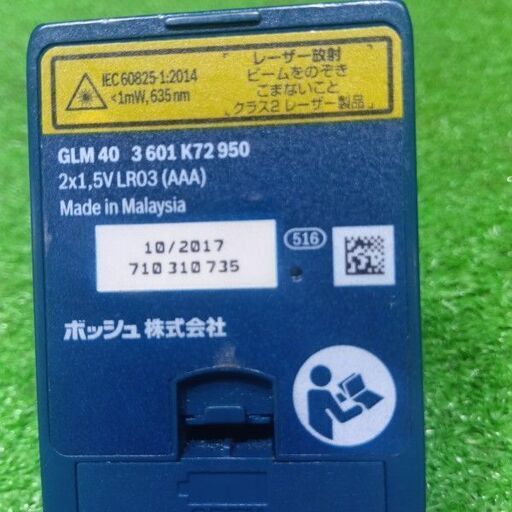 IEC 60825-1:2014
<1mW, 635 nm
レーザー放射
ビームをのぞき
こまないこと
クラス2 レーザー製品
GLM 40 3 601 K72 950
2x1,5V LR03 (AAA)
Made in Malaysia
10/2017
710 310 735
516
ボッシュ株式会社